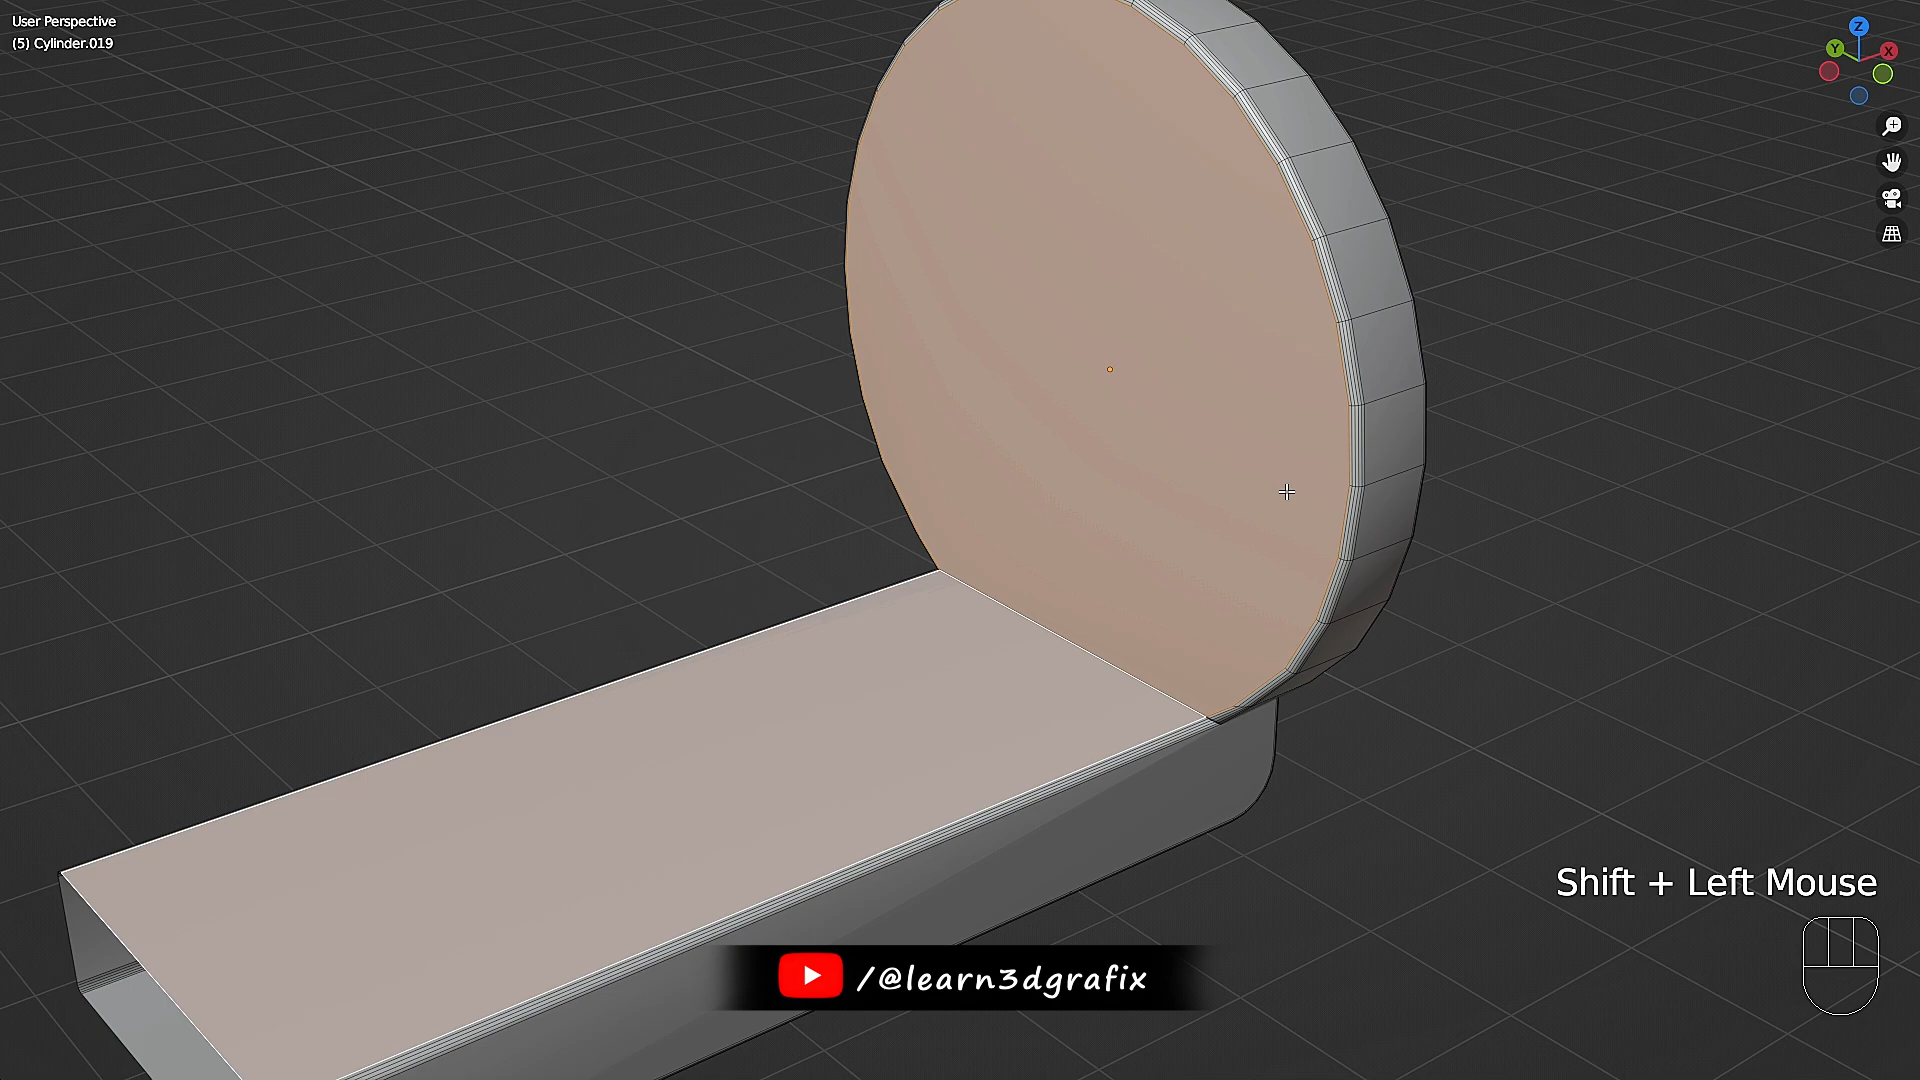 User Perspective
(5) Cylinder.019
Z
Y
X
Shift + Left Mouse
/@learn3dgrafix